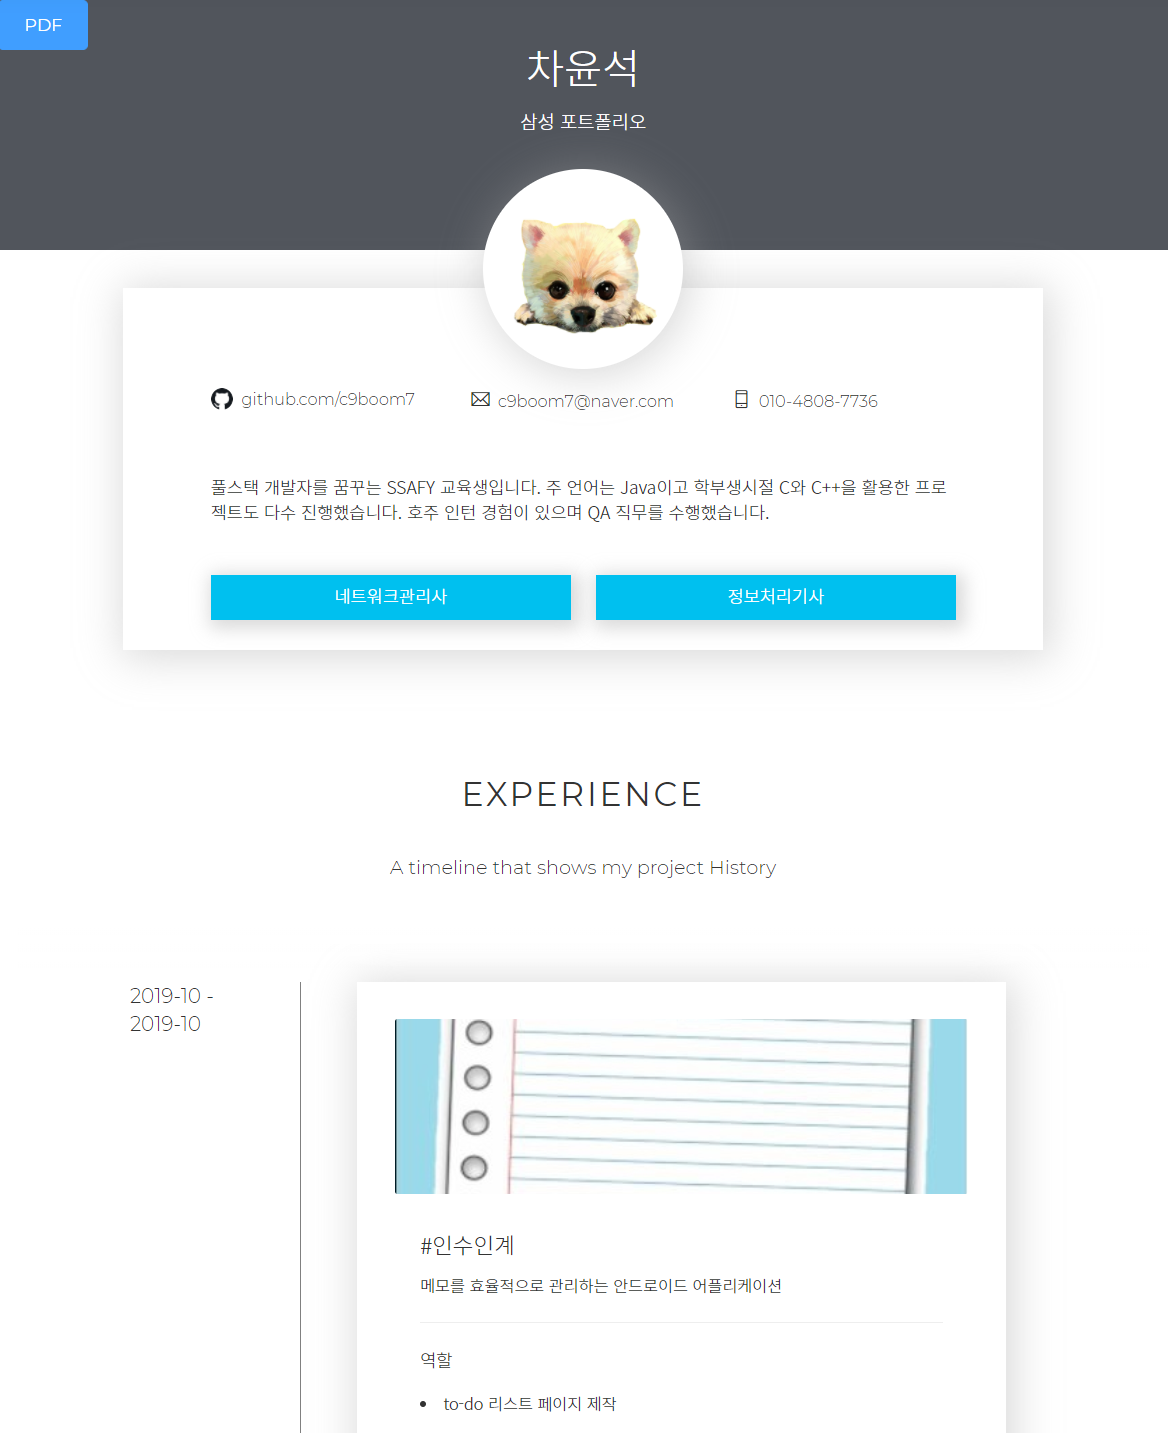 PDF
차윤석
삼성 포트폴리오
github.com/c9boom7
c9boom7@naver.com
010-4808-7736
풀스택 개발자를 꿈꾸는 SSAFY 교육생입니다. 주 언어는 Java이고 학부생시절 C와 C++을 활용한 프로
젝트도 다수 진행했습니다. 호주 인턴 경험이 있으며 QA 직무를 수행했습니다.
네트워크관리사
정보처리기사
EXPERIENCE
A timeline that shows my project History
2019-10 -
2019-10
#인수인계
메모를 효율적으로 관리하는 안드로이드 어플리케이션
역할
• to-do 리스트 페이지 제작